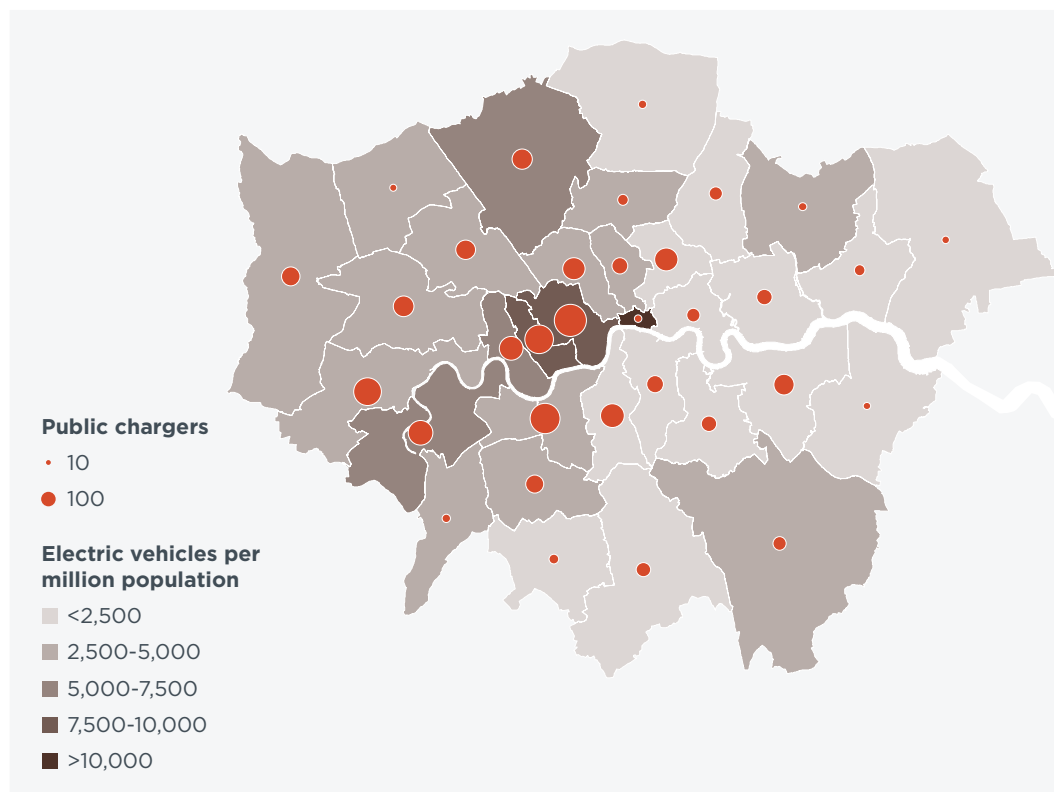 Public chargers
10
100
Electric vehicles per
million population
<2,500
2,500-5,000
5,000-7,500
7,500-10,000
>10,000